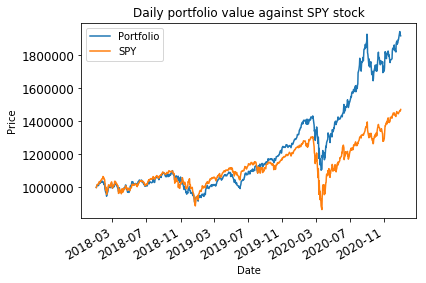 Daily portfolio value against SPY stock
Portfolio
SPY
Price
1800000
1600000
1400000
1200000
1000000
2018-03
2018-07
2018-11
2019-03
2019-07
2019-11
2020-03
2020-07
2020-11
Date